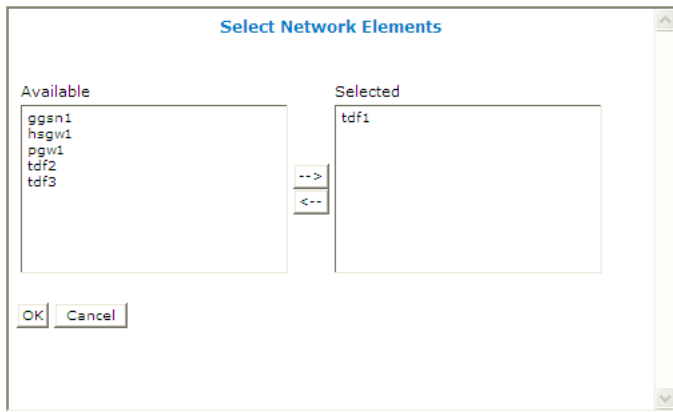 Select Network Elements
Available
Selected
ggsn1
hsgw1
pgw1
tdf2
tdf3
tdf1
-->
<--
OK
Cancel